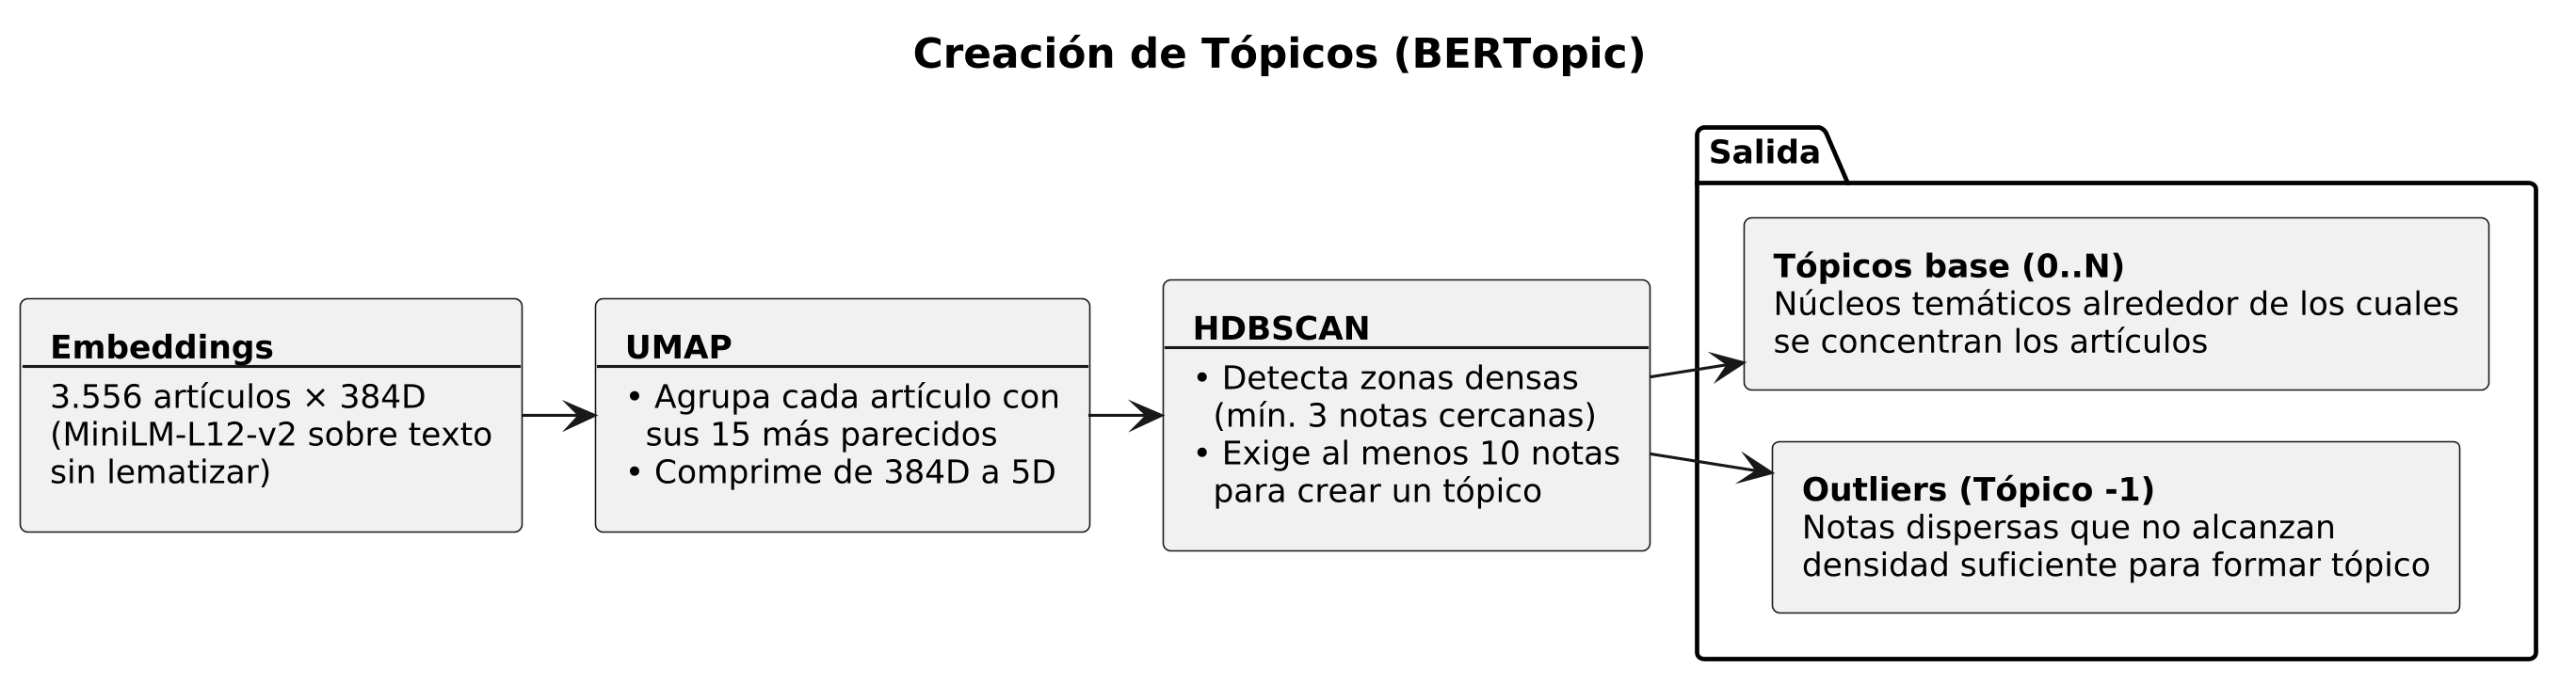 Creación de Tópicos (BERTopic)
Embeddings
3.556 artículos × 384D
(MiniLM-L12-v2 sobre texto
sin lematizar)
UMAP
• Agrupa cada artículo con
sus 15 más parecidos
• Comprime de 384D a 5D
HDBSCAN
• Detecta zonas densas
(mín. 3 notas cercanas)
• Exige al menos 10 notas
para crear un tópico
Salida
Tópicos base (0..N)
Núcleos temáticos alrededor de los cuales
se concentran los artículos
Outliers (Tópico -1)
Notas dispersas que no alcanzan
densidad suficiente para formar tópico